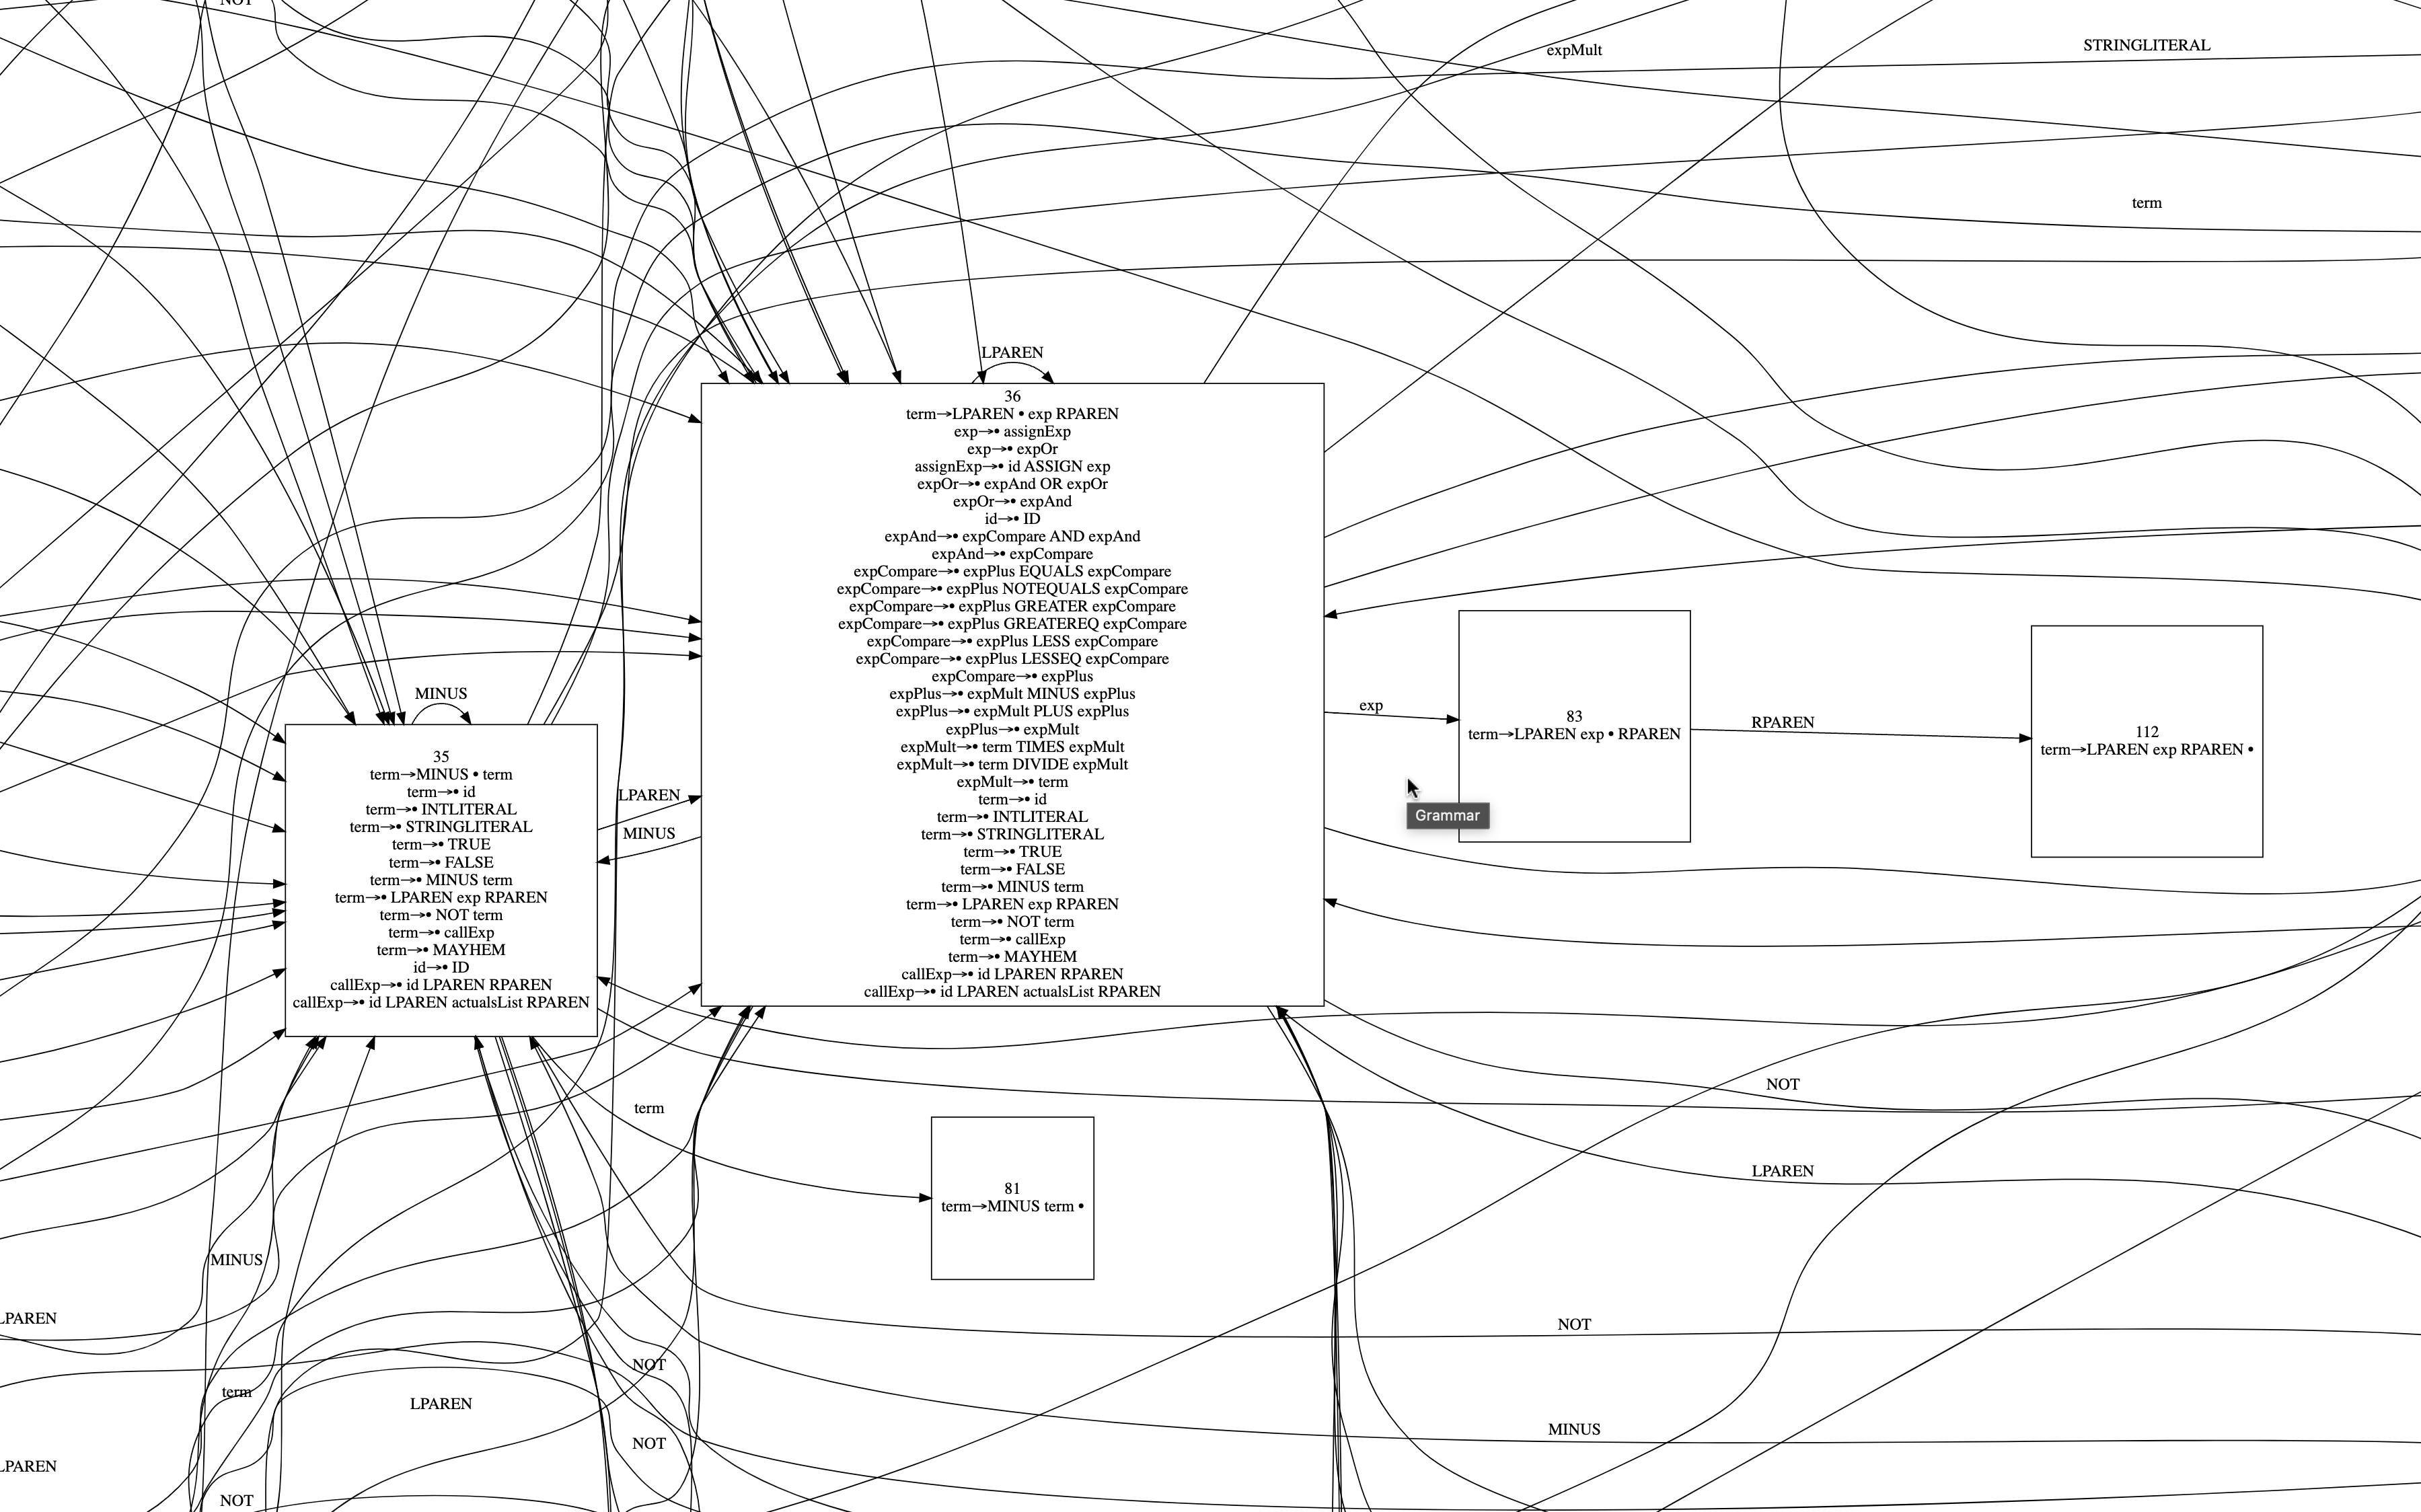 NOT
STRINGLITERAL
expMult
term
LPAREN
36
term→LPAREN • exp RPAREN
exp→• assignExp
exp→• expOr
assignExp→• id ASSIGN exp
expOr→• expAnd OR expOr
expOr→• expAnd
id→• ID
expAnd→• expCompare AND expAnd
expAnd→• expCompare
expCompare→• expPlus EQUALS expCompare
expCompare→• expPlus NOTEQUALS expCompare
expCompare→• expPlus GREATER expCompare
expCompare→• expPlus GREATEREQ expCompare
expCompare→• expPlus LESS expCompare
expCompare→• expPlus LESSEQ expCompare
expCompare→• expPlus
expPlus→• expMult MINUS expPlus
expPlus→• expMult PLUS expPlus
expPlus→• expMult
expMult→• term TIMES expMult
expMult→• term DIVIDE expMult
expMult→• term
term→• id
term→• INTLITERAL
term→• STRINGLITERAL
term→• TRUE
term→• FALSE
term→• MINUS term
term→• LPAREN exp RPAREN
term→• NOT term
term→• callExp
term→• MAYHEM
callExp→• id LPAREN RPAREN
callExp→• id LPAREN actualsList RPAREN
MINUS
35
term→MINUS • term
term→• id
term→• INTLITERAL
term→• STRINGLITERAL
term→• TRUE
term→• FALSE
term→• MINUS term
term→• LPAREN exp RPAREN
term→• NOT term
term→• callExp
term→• MAYHEM
id→• ID
callExp→• id LPAREN RPAREN
callExp→• id LPAREN actualsList RPAREN
LPAREN
MINUS
exp
83
term→LPAREN exp • RPAREN
RPAREN
112
term→LPAREN exp RPAREN •
Grammar
NOT
term
LPAREN
81
term→MINUS term •
MINUS
LPAREN
NOT
NOT
term
LPAREN
MINUS
NOT
LPAREN
NOT